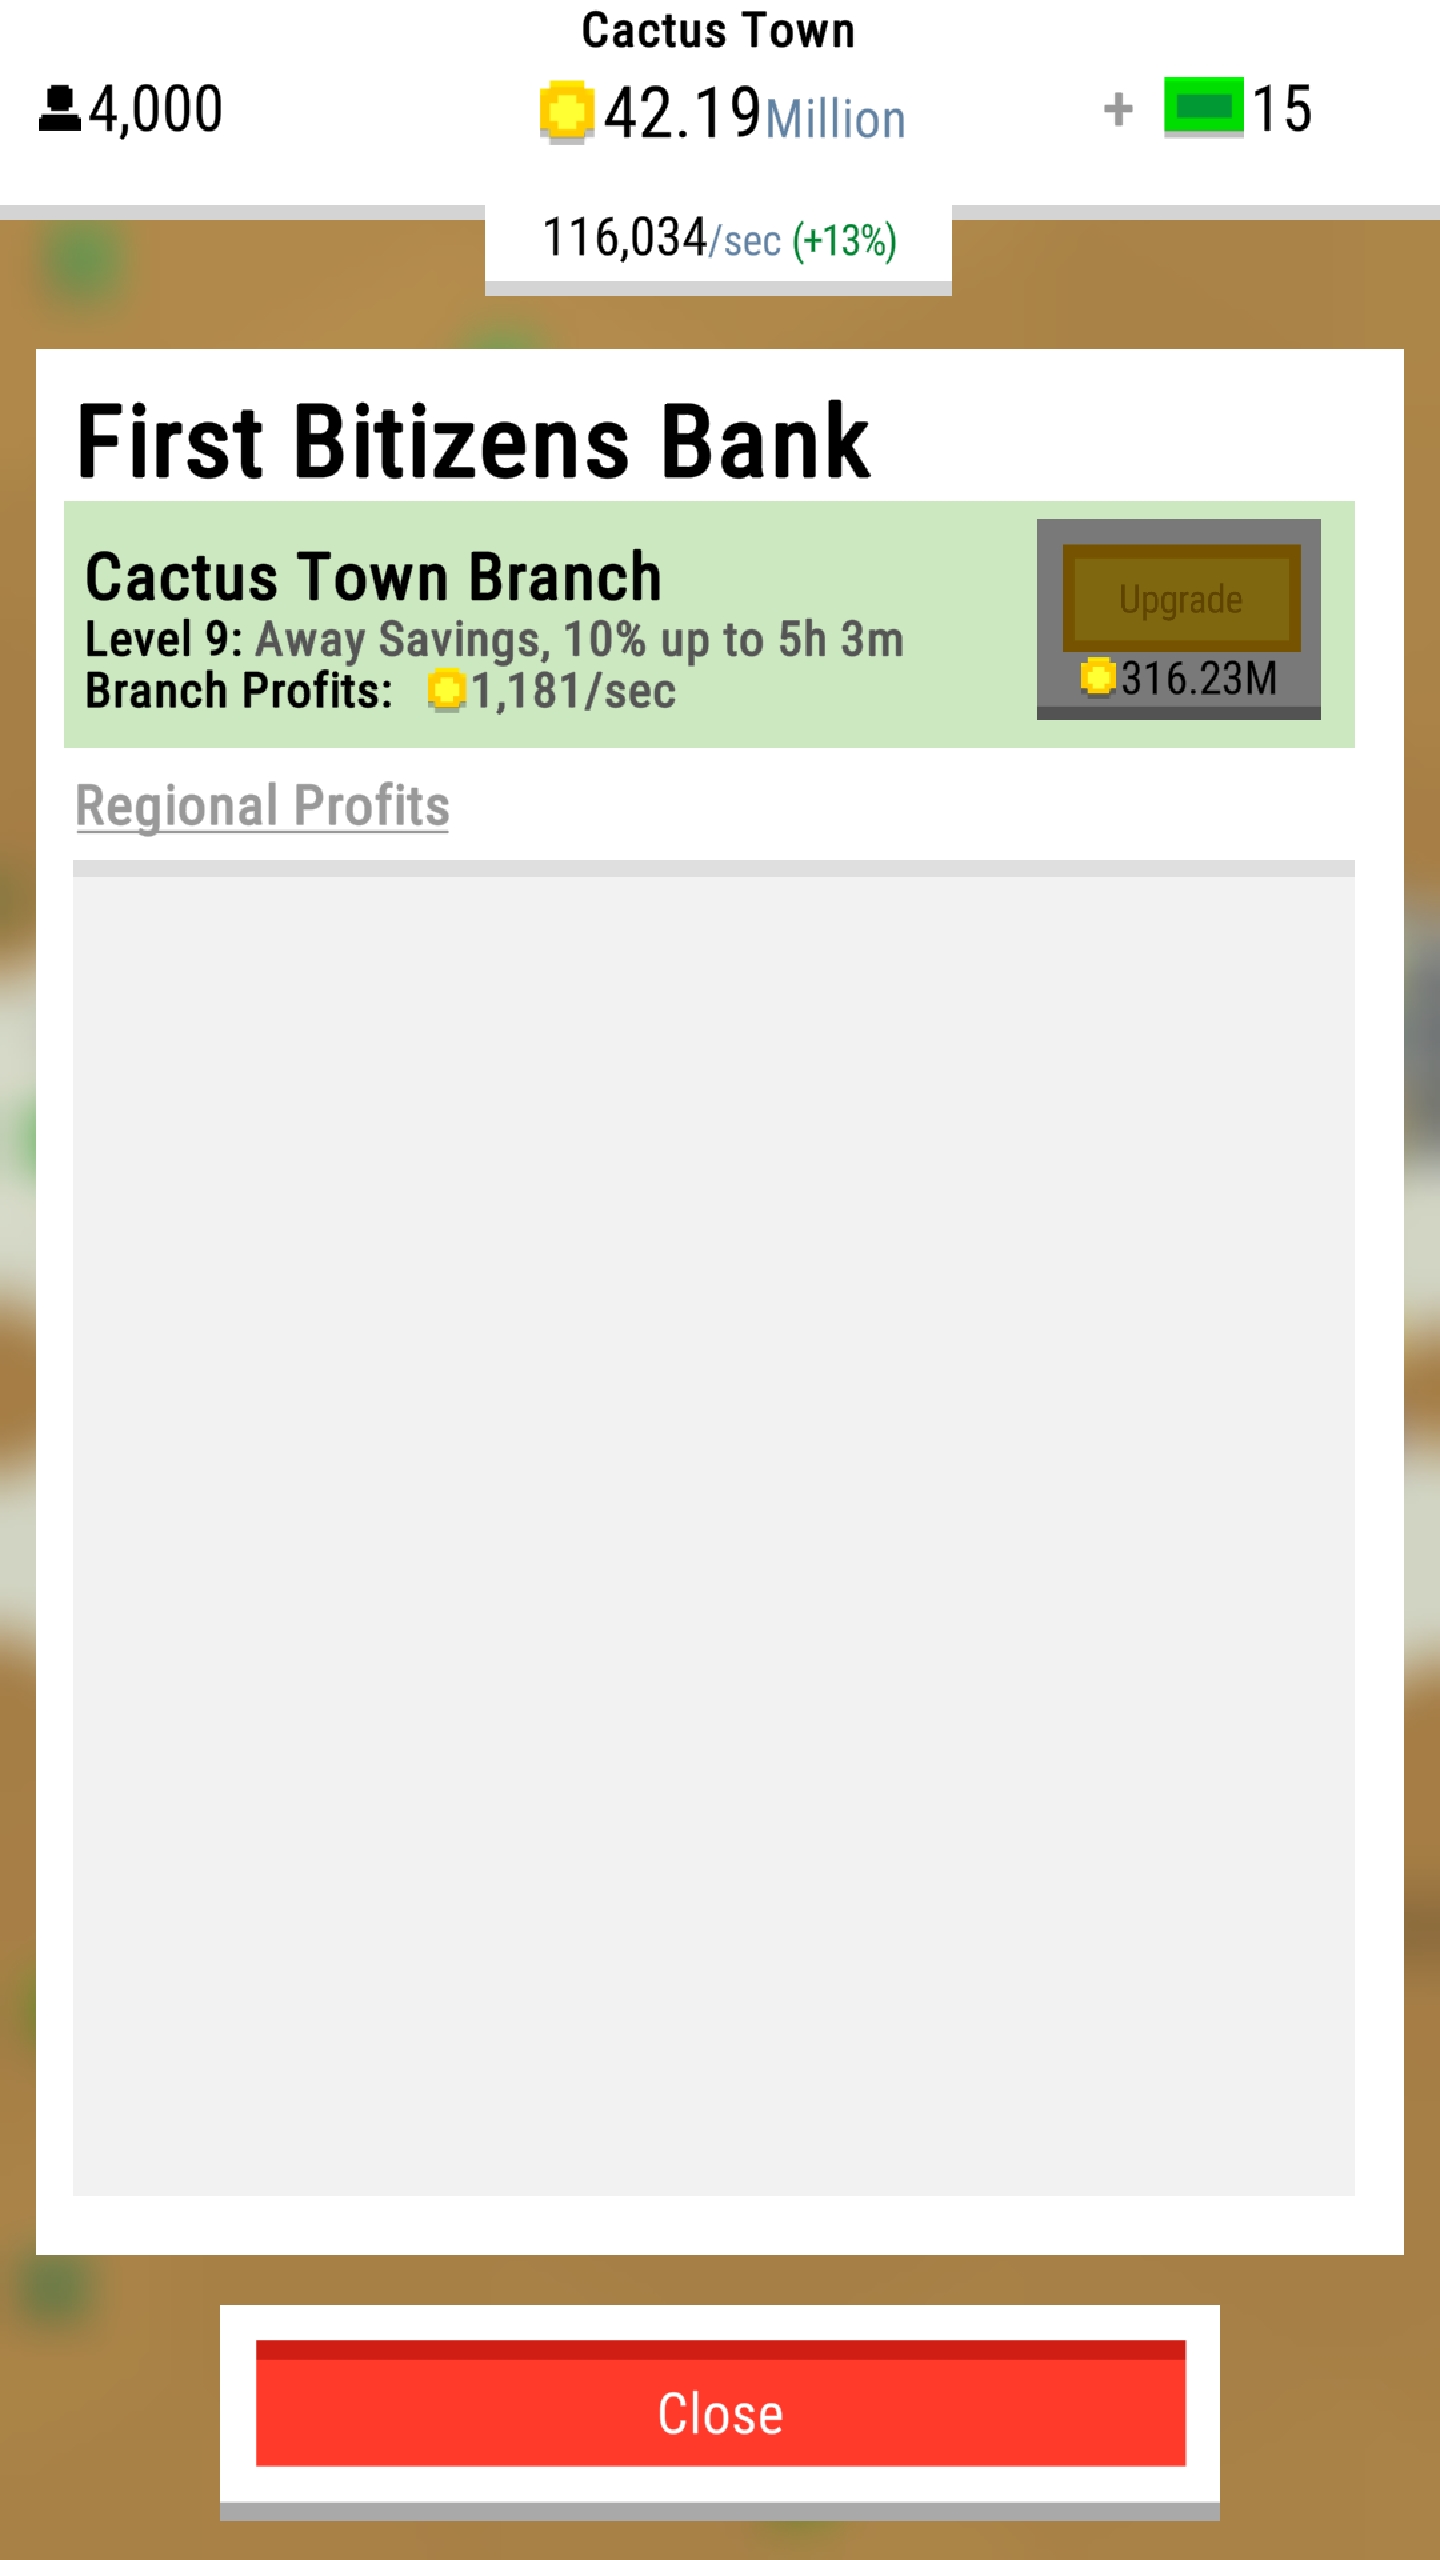 Cactus Town
4,000
42.19Million
+ 15
116,034/sec (+13%)
First Bitizens Bank
Cactus Town Branch
Level 9: Away Savings, 10% up to 5h 3m
Branch Profits: 1,181/sec
Upgrade
316.23M
Regional Profits
Close